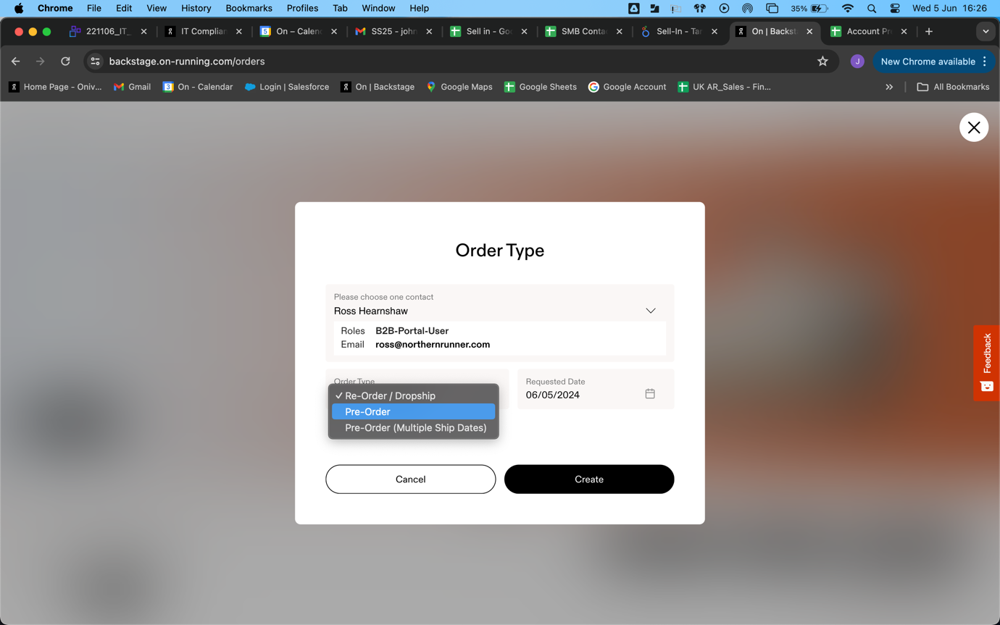 Chrome File Edit View History Bookmarks Profiles Tab Window Help 35% Wed 5 Jun 16:26
221106_IT_ IT Complian 5 On – Calen SS25 - john Sell in - Go SMB Conta Sell-In - Tar On | Backsta Account Pr
backstage.on-running.com/orders J New Chrome available
Home Page - Oniv... Gmail 3 On - Calendar Login | Salesforce On | Backstage Google Maps Google Sheets Google Account UK AR_Sales - Fin... All Bookmarks
Order Type
Please choose one contact
Ross Hearnshaw
Roles B2B-Portal-User
Email ross@northernrunner.com
Order Type Requested Date
06/05/2024
✓ Re-Order / Dropship
Pre-Order
Pre-Order (Multiple Ship Dates)
Cancel Create
Feedback